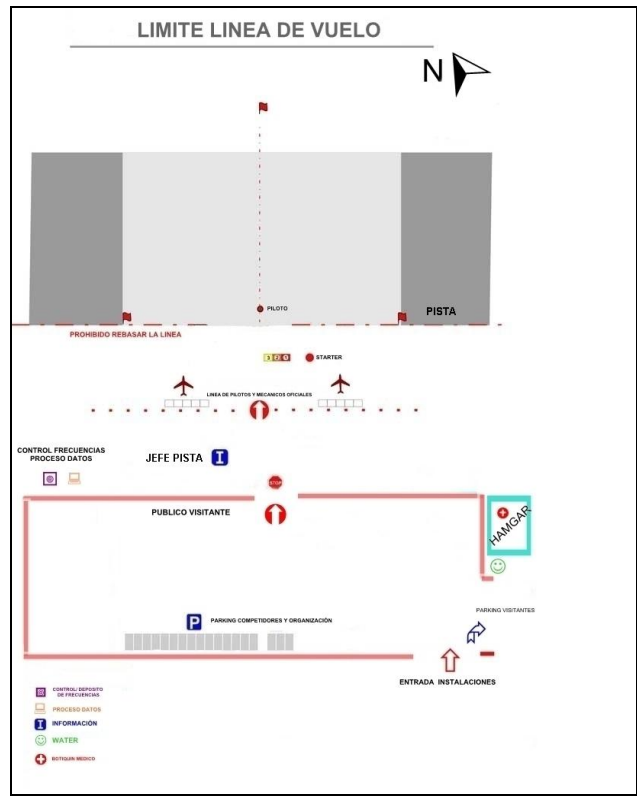 LIMITE LINEA DE VUELO
N
PILOTO
PISTA
PROHIBIDO REBASAR LA LINEA
STARTER
LINEA DE PILOTOS Y MECANICOS OFICIALES
CONTROL FRECUENCIAS
PROCESO DATOS
JEFE PISTA
I
STOP
PUBLICO VISITANTE
HAMGAR
PARKING VISITANTES
P
PARKING COMPETIDORES Y ORGANIZACIÓN
ENTRADA INSTALACIONES
CONTROL/DEPOSITO
DE FRECUENCIAS
PROCESO DATOS
I
INFORMACIÓN
WATER
BOTIQUIN MEDICO